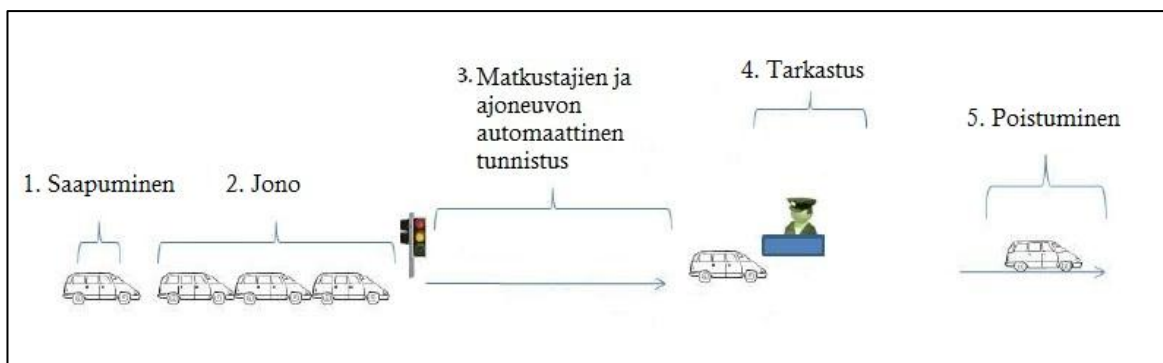 1. Saapuminen
2. Jono
3. Matkustajien ja
ajoneuvon
automaattinen
tunnistus
4. Tarkastus
5. Poistuminen